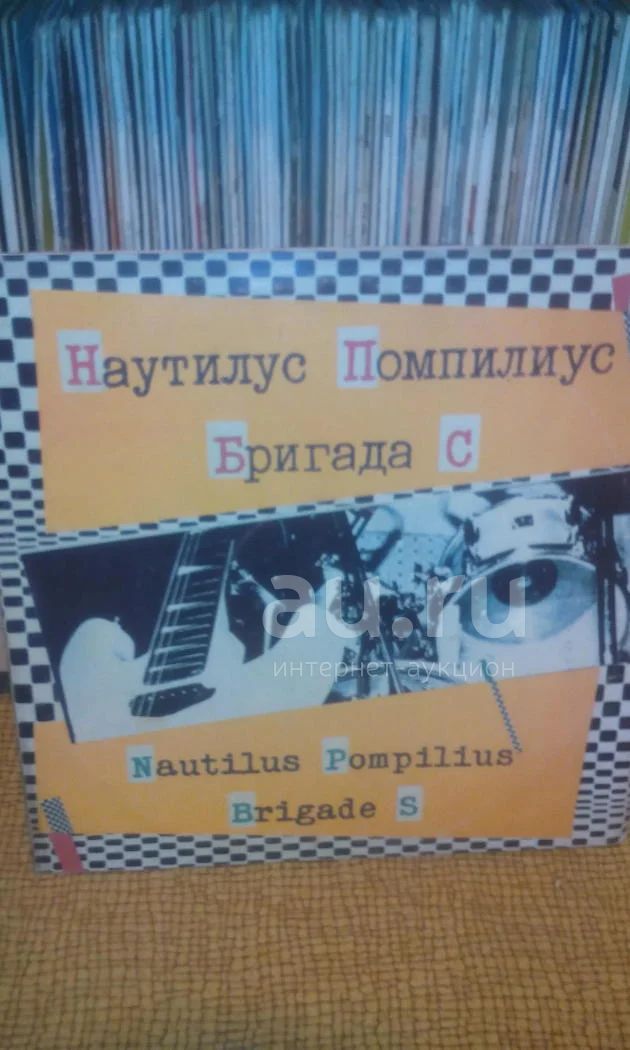 Наутилус Помпилиус
Бригада С
au.ru
интернет аукцион
Nautilus Pompilius
Brigade S